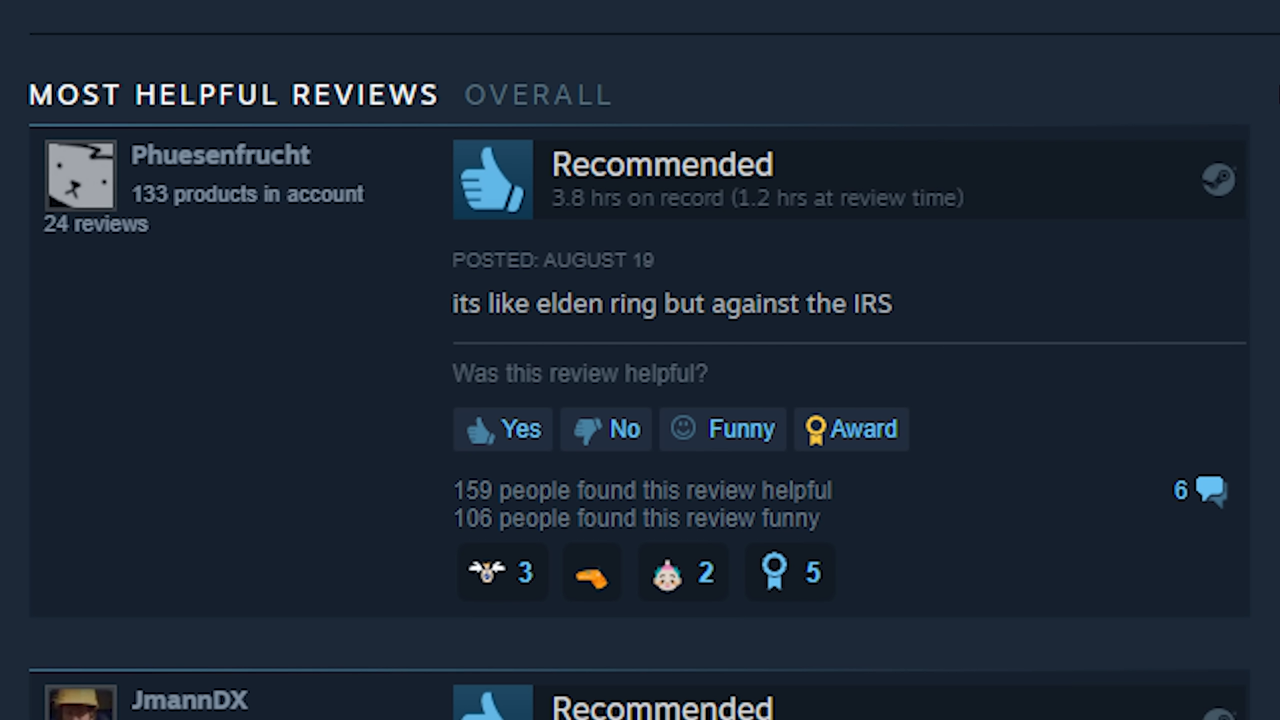 MOST HELPFUL REVIEWS OVERALL
Phuesenfrucht
133 products in account
24 reviews
Recommended
3.8 hrs on record (1.2 hrs at review time)
POSTED: AUGUST 19
its like elden ring but against the IRS
Was this review helpful?
Yes No Funny Award
159 people found this review helpful
6
106 people found this review funny
3 2 5
JmannDX
Recommended